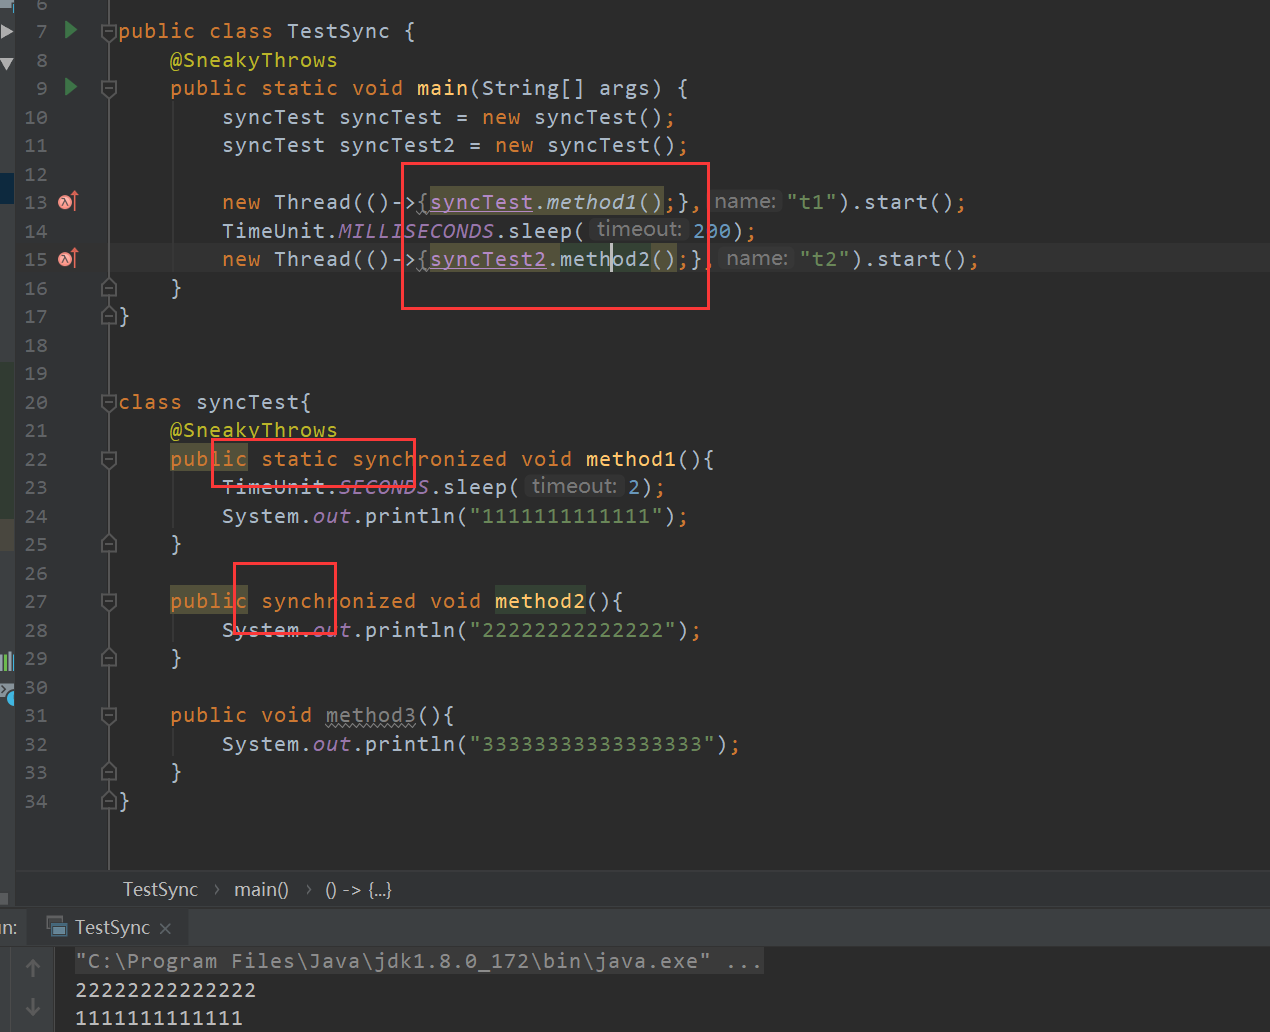 6
7 public class TestSync {
8 @SneakyThrows
9 public static void main(String[] args) {
10 syncTest syncTest = new syncTest();
11 syncTest syncTest2 = new syncTest();
12
13 new Thread(()->{syncTest.method1();}, name: "t1").start();
14 TimeUnit.MILLISECONDS.sleep( timeout: 200);
15 new Thread(()->{syncTest2.method2();}, name: "t2").start();
16 }
17 }
18
19
20 class syncTest{
21 @SneakyThrows
22 public static synchronized void method1(){
23 TimeUnit.SECONDS.sleep( timeout: 2);
24 System.out.println("1111111111111");
25 }
26
27 public synchronized void method2(){
28 System.out.println("22222222222222");
29 }
30
31 public void method3(){
32 System.out.println("33333333333333333");
33 }
34 }
TestSync › main() › () -> {...}
un: TestSync ×
"C:\Program Files\Java\jdk1.8.0_172\bin\java.exe" ...
22222222222222
1111111111111